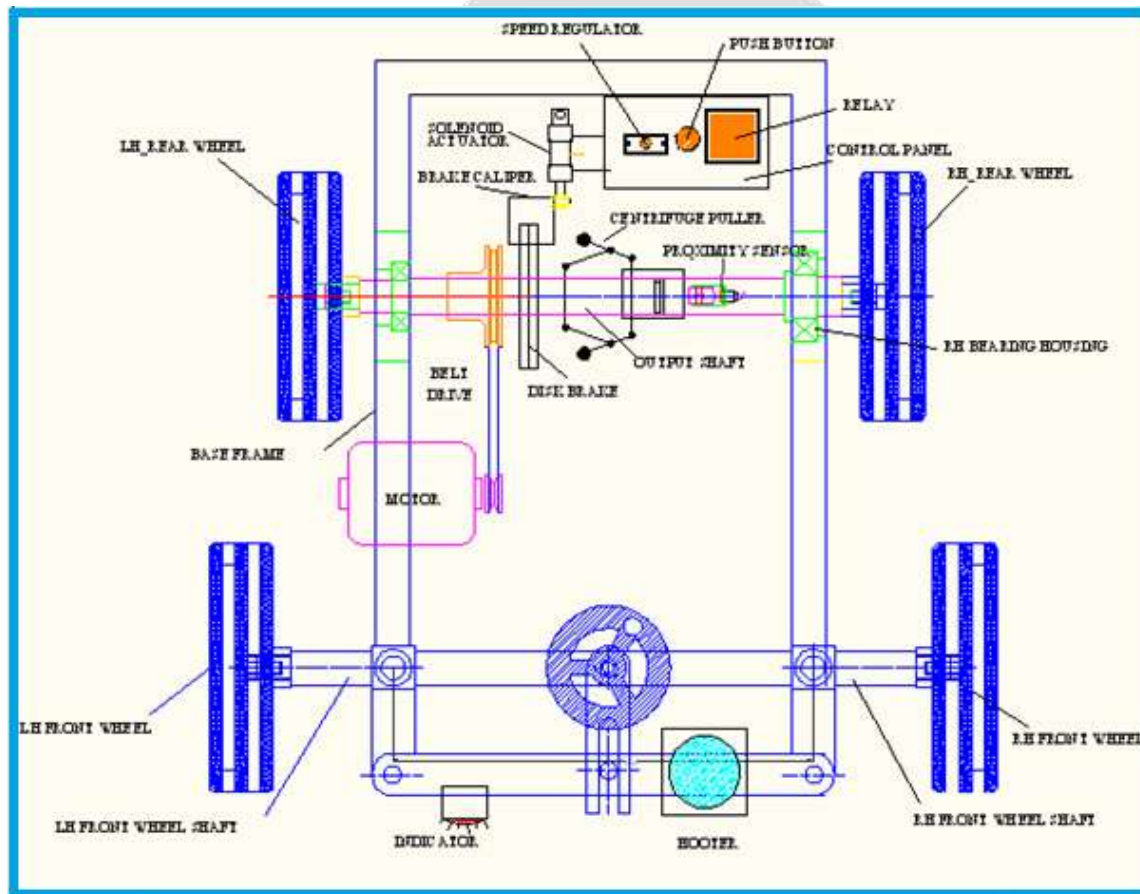 SPEED REGULATOR
PUSH BUTTON
RELAY
SOLENOID
ACTUATOR
LH_REAR WHEEL
CONTROL PANEL
BRAKE CALIPER
RH_REAR WHEEL
CENTRIFUGE PULLER
PROXIMITY SENSOR
RH BEARING HOUSING
OUTPUT SHAFT
BELT
DRIVE
DISK BRAKE
BASE FRAME
MOTOR
LH FRONT WHEEL
RH FRONT WHEEL
LH FRONT WHEEL SHAFT
RH FRONT WHEEL SHAFT
INDICATOR
HOOTER